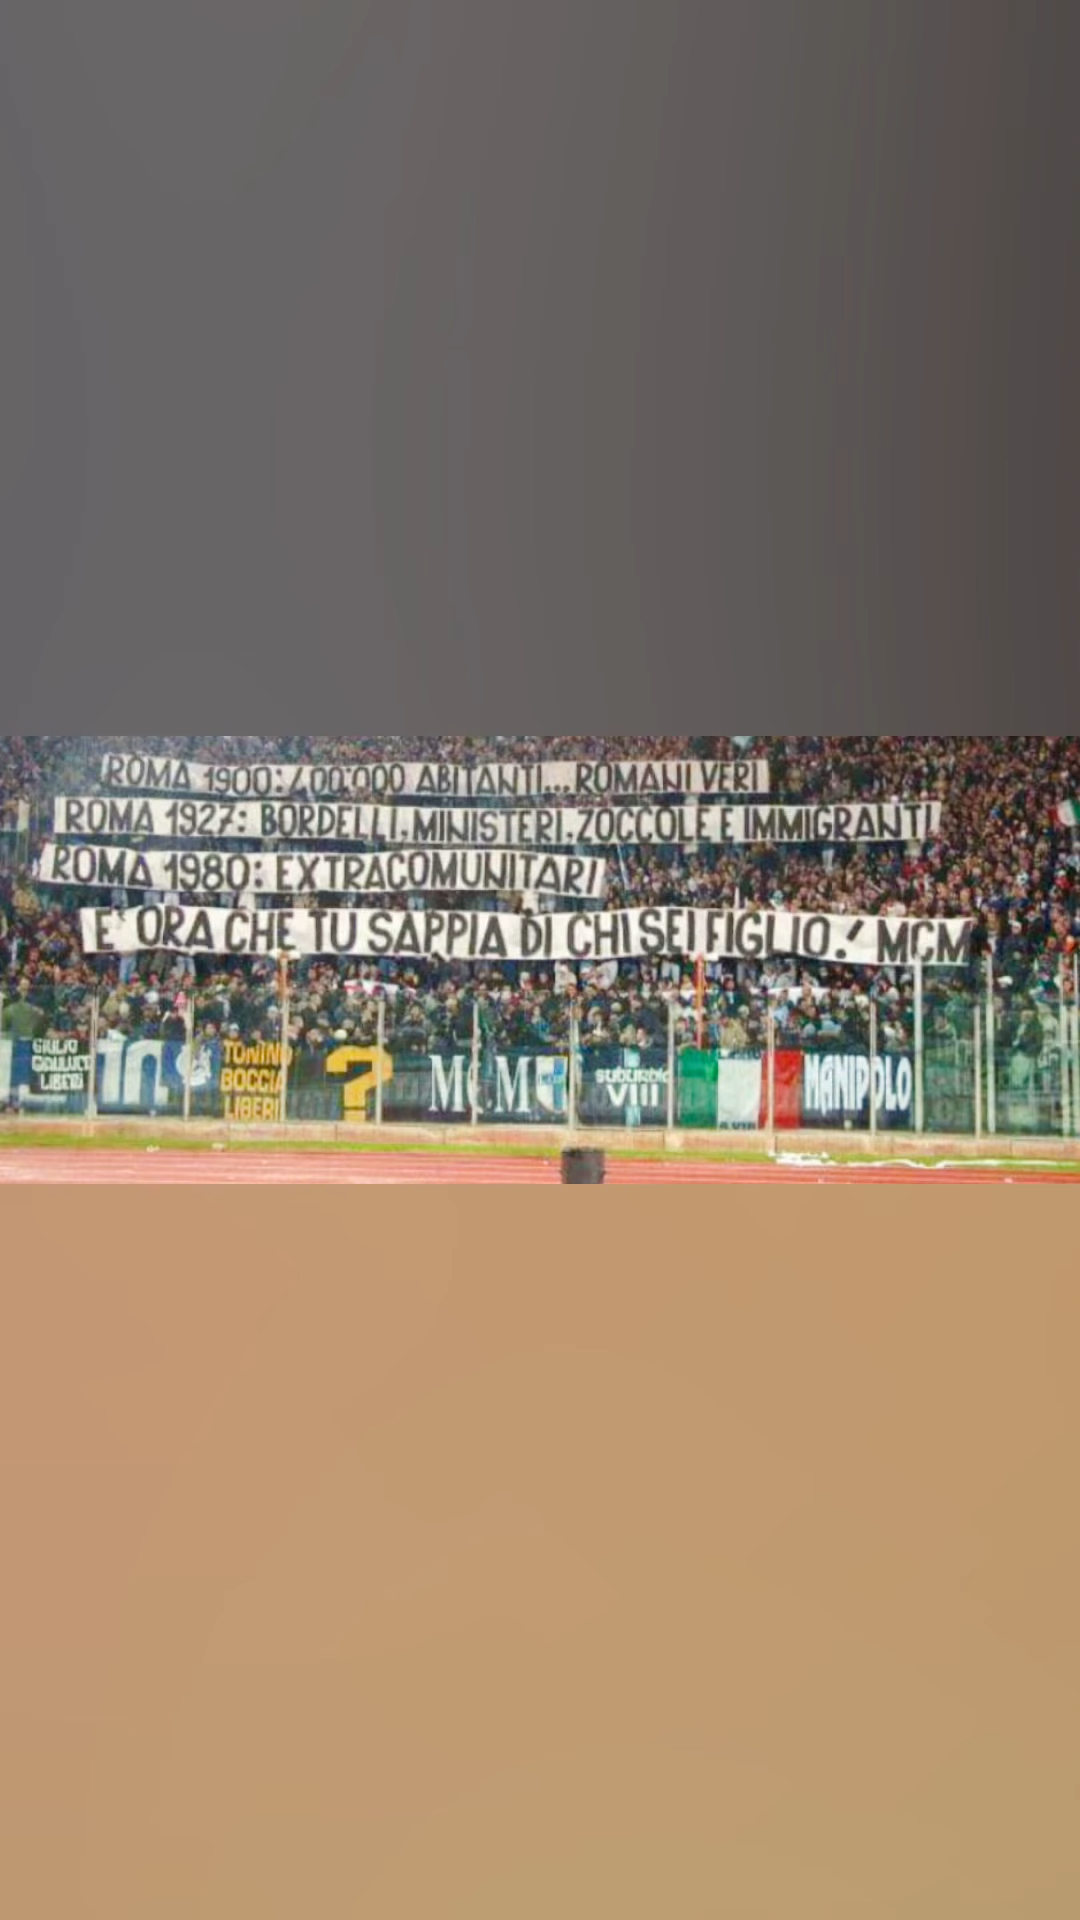 ROMA 1900: 400.000 ABITANTI...ROMANI VERI
ROMA 1927: BORDELLI, MINISTERI, ZOCCOLE E IMMIGRANTI
ROMA 1980: EXTRACOMUNITARI
E' ORA CHE TU SAPPIA DI CHI SEI FIGLIO! MCM
GIULIO
GIANLUCA
LIBERI
TONINO
BOCCIA
LIBERI
?
MCM
SUBURBIO
VIII
MANIPOLO